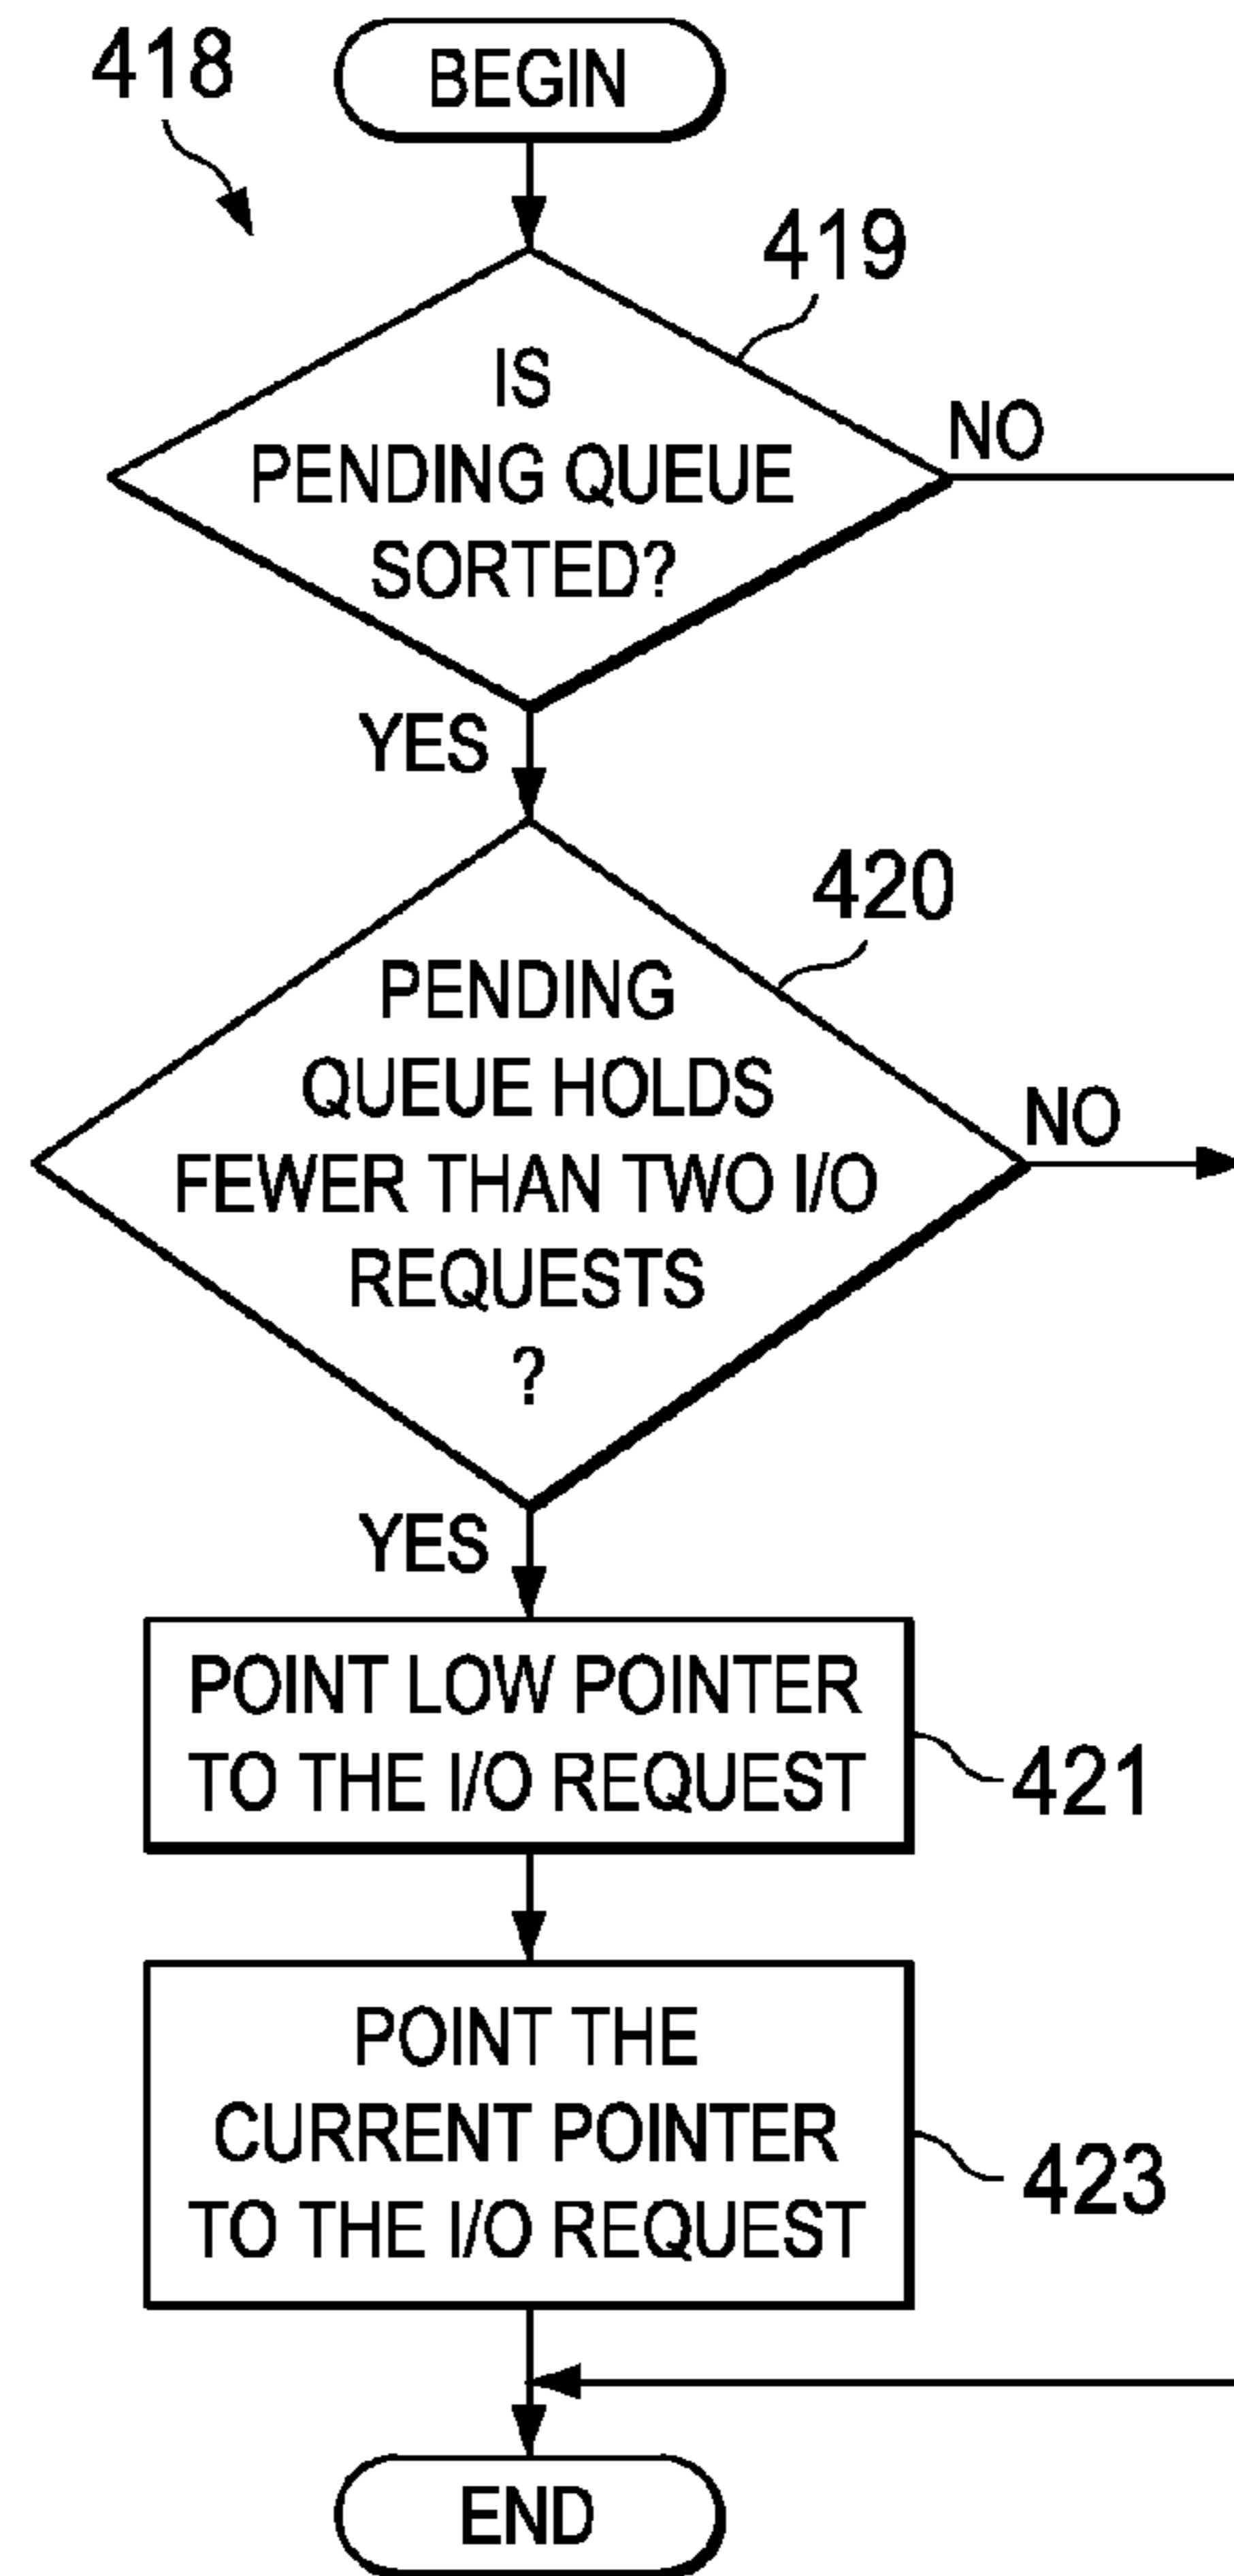 418
BEGIN
419
IS
PENDING QUEUE
SORTED?
NO
YES
420
PENDING
QUEUE HOLDS
FEWER THAN TWO I/O
REQUESTS
?
NO
YES
POINT LOW POINTER
TO THE I/O REQUEST
421
POINT THE
CURRENT POINTER
TO THE I/O REQUEST
423
END